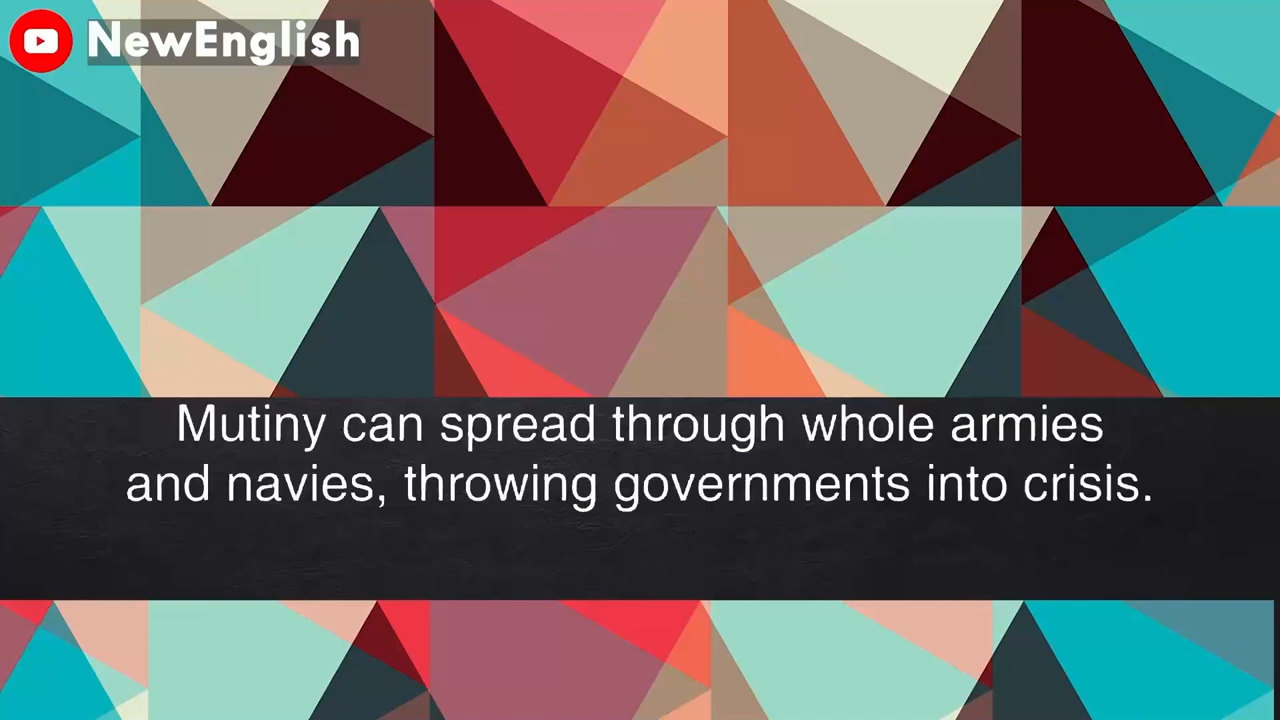 NewEnglish
Mutiny can spread through whole armies
and navies, throwing governments into crisis.